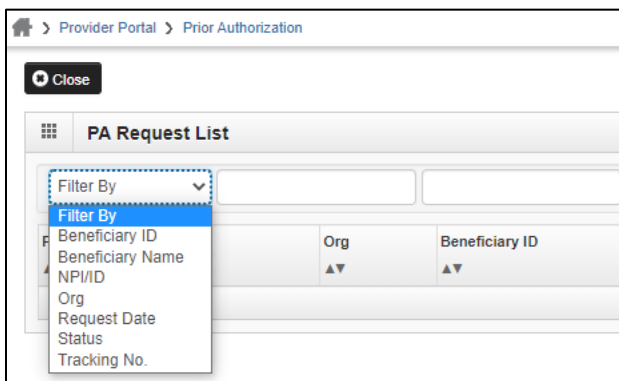 Provider Portal Prior Authorization
Close
PA Request List
Filter By
Filter By
Beneficiary ID
Beneficiary Name
NPI/ID
Org
Request Date
Status
Tracking No.
Org Beneficiary ID